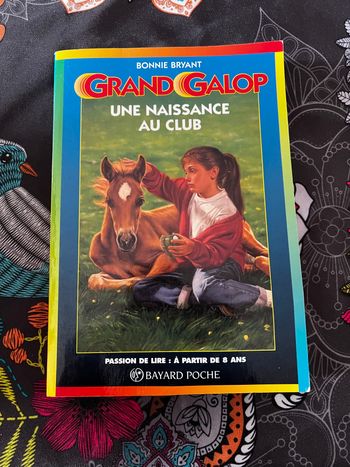 BONNIE BRYANT
GRAND GALOP
UNE NAISSANCE
AU CLUB
PASSION DE LIRE : À PARTIR DE 8 ANS
BAYARD POCHE